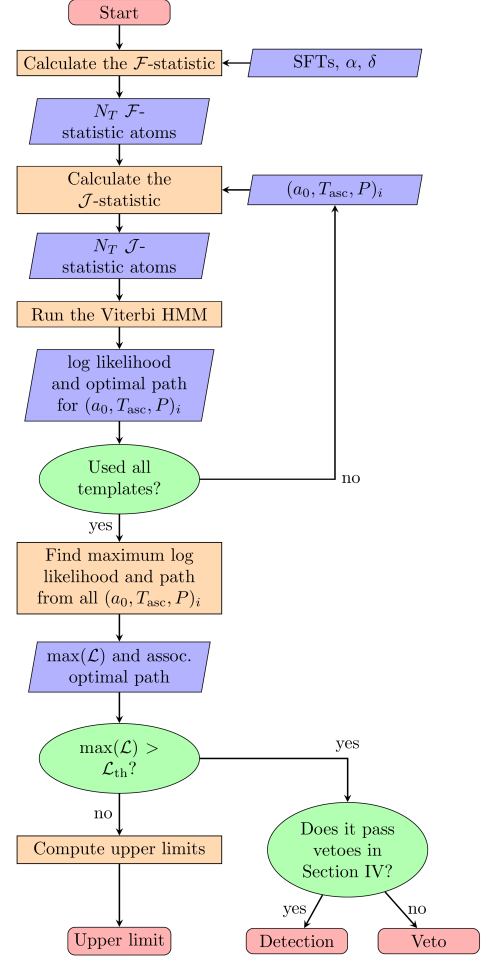 Start
Calculate the ℱ-statistic
SFTs, α, δ
N_T ℱ-
statistic atoms
Calculate the
𝒥-statistic
(a₀, T_asc, P)_i
N_T 𝒥-
statistic atoms
Run the Viterbi HMM
log likelihood
and optimal path
for (a₀, T_asc, P)_i
Used all
templates?
no
yes
Find maximum log
likelihood and path
from all (a₀, T_asc, P)_i
max(ℒ) and assoc.
optimal path
max(ℒ) >
ℒ_th?
yes
no
Does it pass
vetoes in
Section IV?
Compute upper limits
yes
no
Upper limit
Detection
Veto